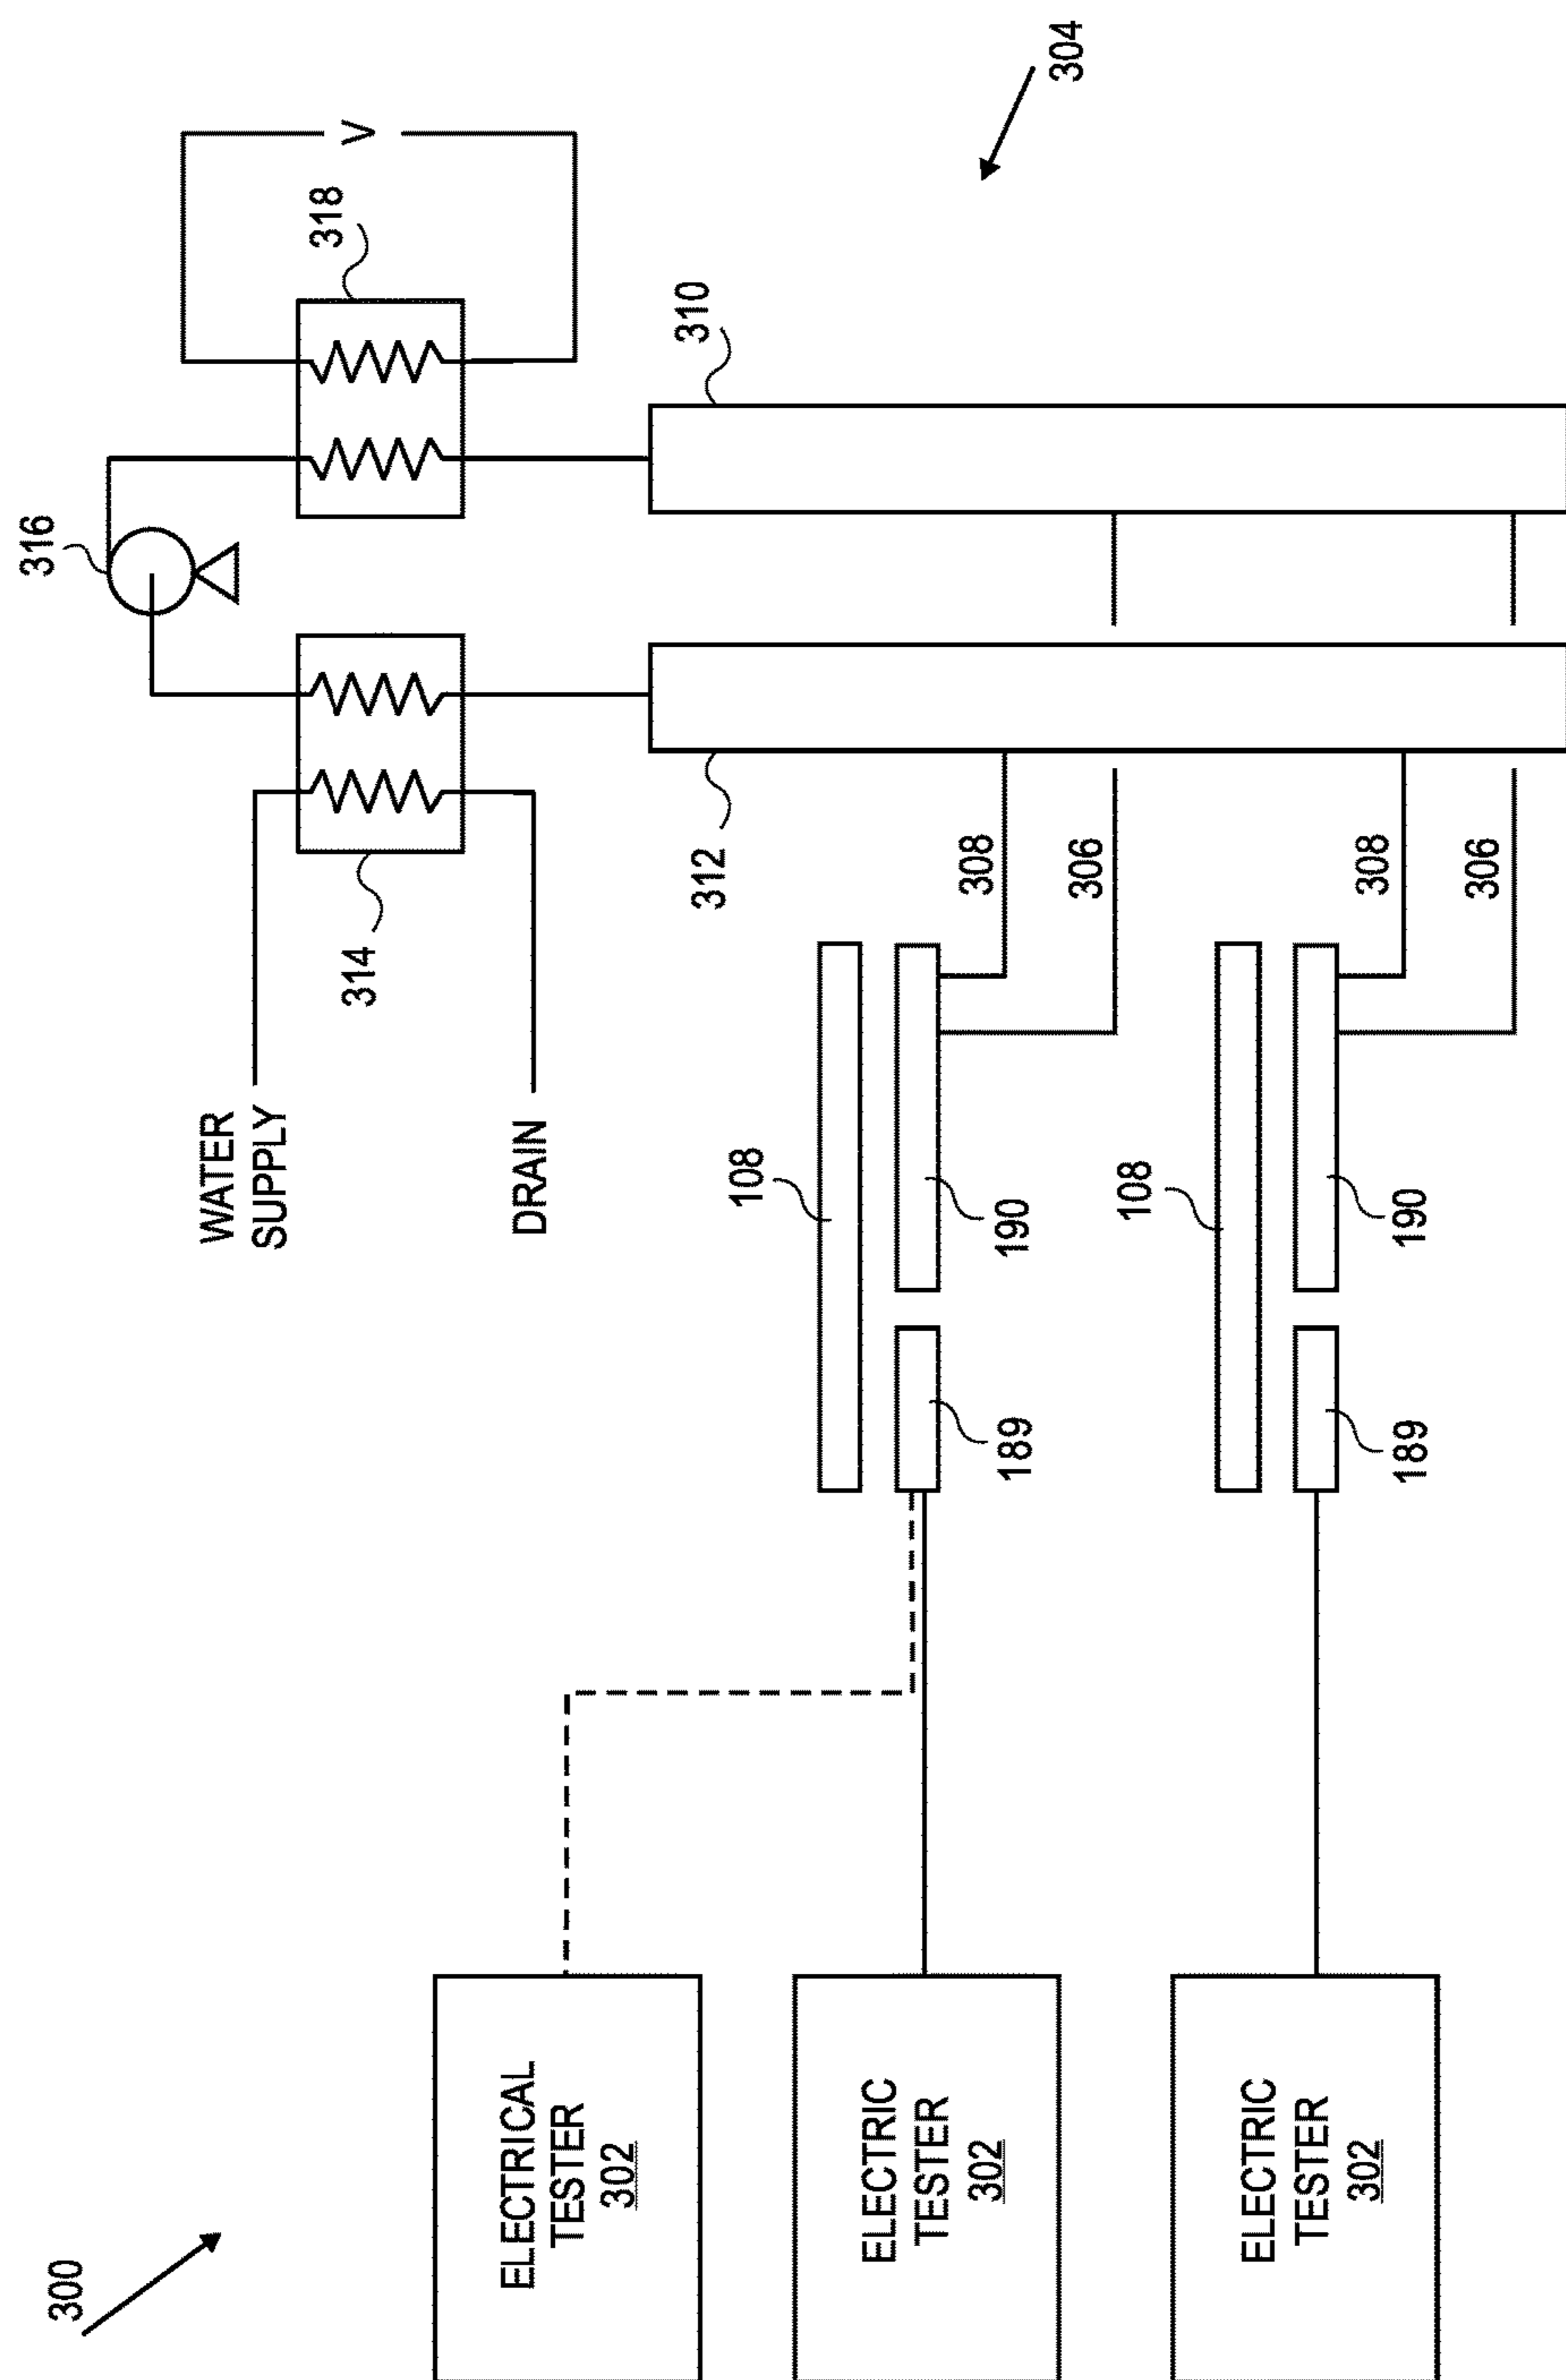 300
ELECTRICAL
TESTER
302
ELECTRIC
TESTER
302
ELECTRIC
TESTER
302
WATER
SUPPLY
DRAIN
314
316
318
V
304
310
312
308
306
308
306
108
190
189
108
190
189